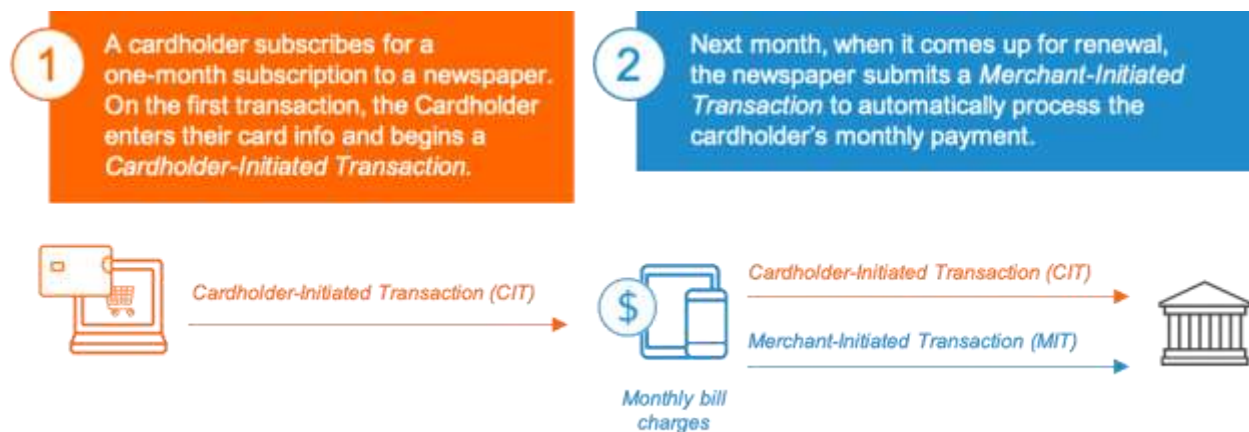 1
A cardholder subscribes for a
one-month subscription to a newspaper.
On the first transaction, the Cardholder
enters their card info and begins a
Cardholder-Initiated Transaction.
2
Next month, when it comes up for renewal,
the newspaper submits a Merchant-Initiated
Transaction to automatically process the
cardholder's monthly payment.
Cardholder-Initiated Transaction (CIT)
$
Cardholder-Initiated Transaction (CIT)
Merchant-Initiated Transaction (MIT)
Monthly bill
charges